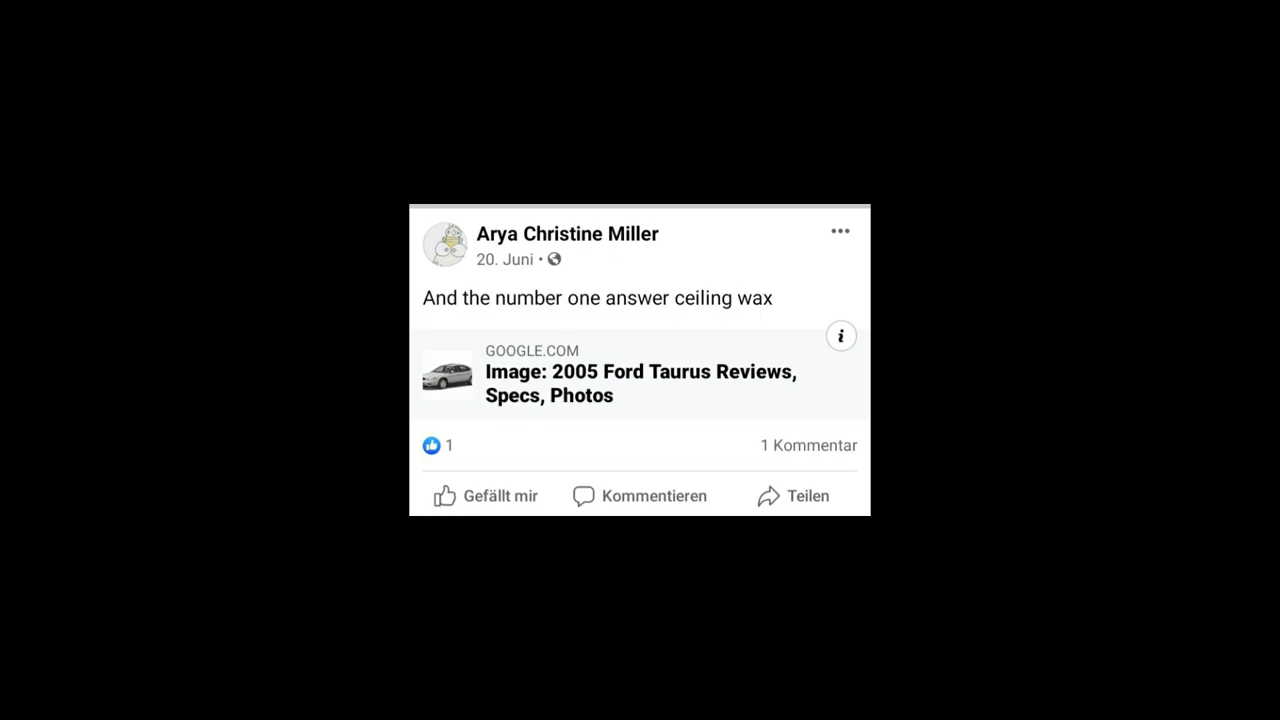 Arya Christine Miller
20. Juni •
And the number one answer ceiling wax
GOOGLE.COM
Image: 2005 Ford Taurus Reviews,
Specs, Photos
1
1 Kommentar
Gefällt mir
Kommentieren
Teilen